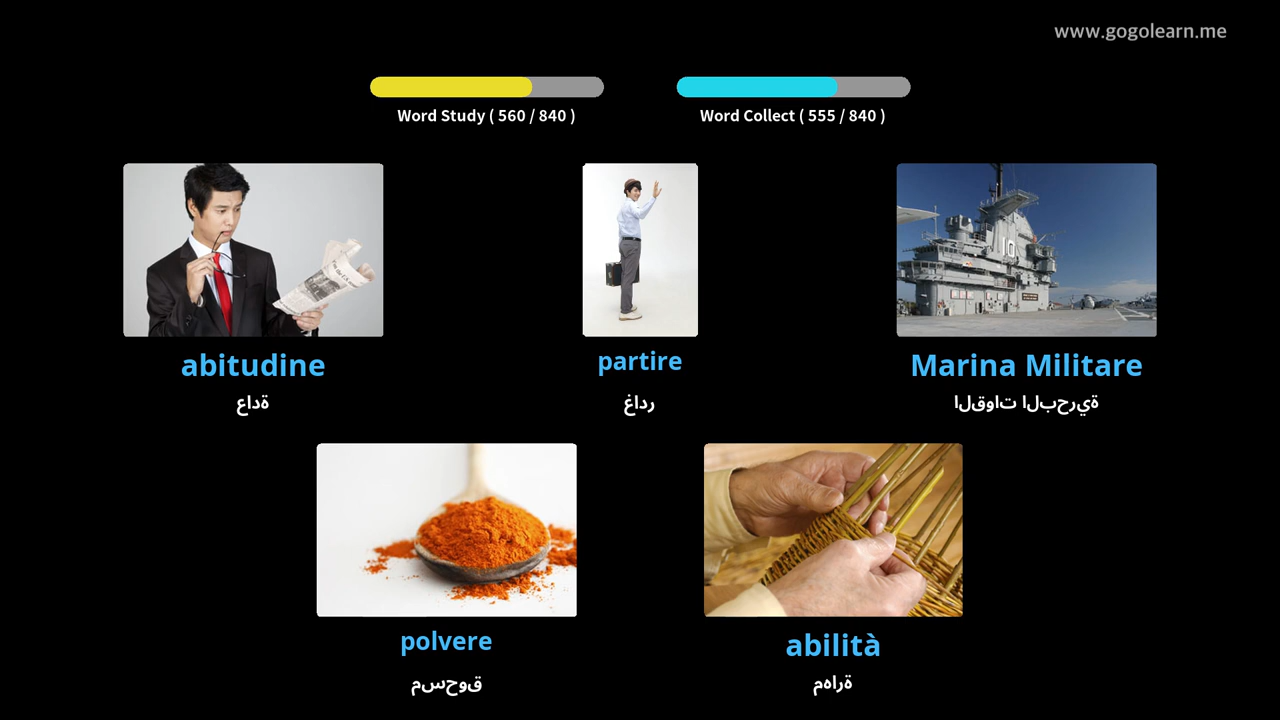 www.gogolearn.me
Word Study ( 560 / 840 )
Word Collect ( 555 / 840 )
abitudine
عادة
partire
غادر
Marina Militare
القوات البحرية
polvere
مسحوق
abilità
مهارة